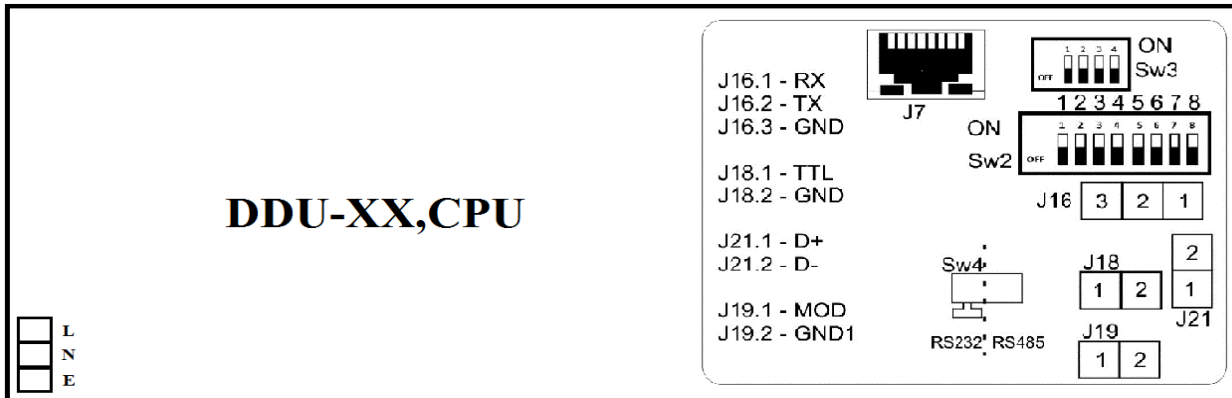 DDU-XX,CPU
L
N
E
J16.1 - RX
J16.2 - TX
J16.3 - GND
J18.1 - TTL
J18.2 - GND
J21.1 - D+
J21.2 - D-
J19.1 - MOD
J19.2 - GND1
J7
1 2 3 4
OFF
ON
Sw3
1 2 3 4 5 6 7 8
ON
Sw2
OFF
1 2 3 4 5 6 7 8
J16
3 2 1
Sw4
RS232 RS485
J18
1 2
2
1
J21
J19
1 2